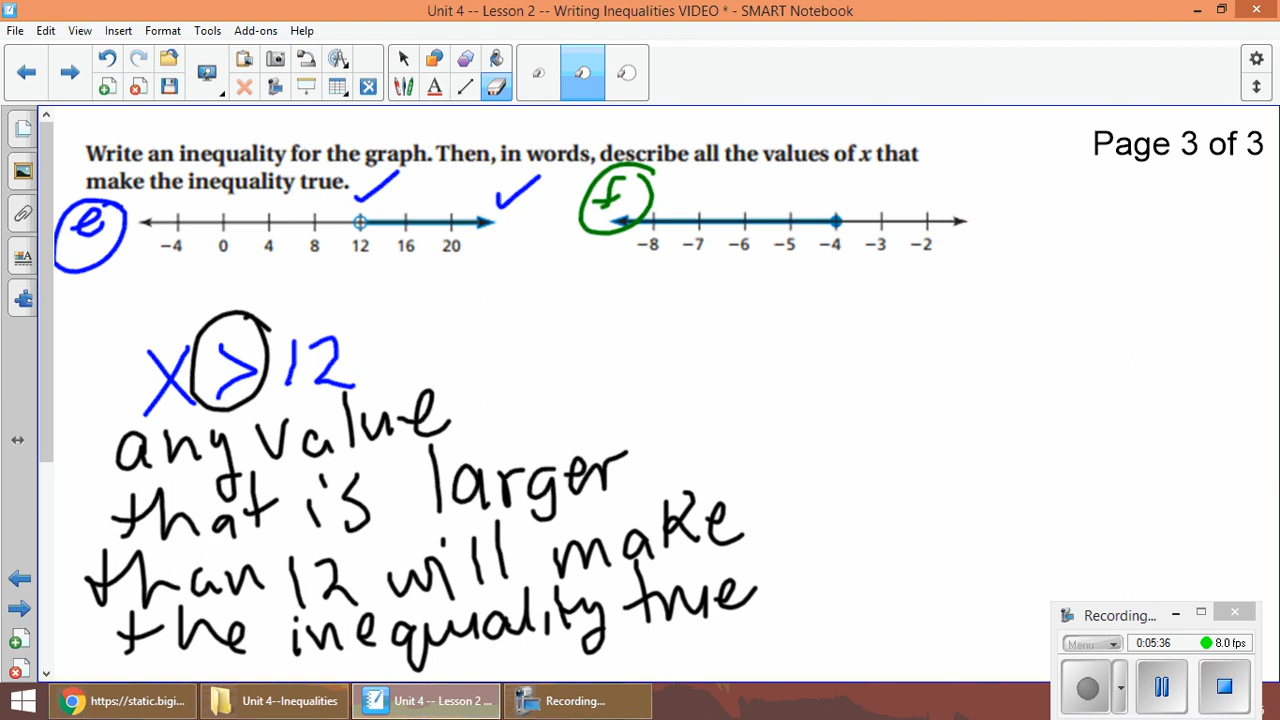 Unit 4 -- Lesson 2 -- Writing Inequalities VIDEO * - SMART Notebook
File Edit View Insert Format Tools Add-ons Help
Page 3 of 3
Write an inequality for the graph. Then, in words, describe all the values of x that
make the inequality true.
e
−4 0 4 8 12 16 20
f
−8 −7 −6 −5 −4 −3 −2
x > 12
any value
that is larger
than 12 will make
the inequality true
Recording...
Menu 0:05:36 8.0 fps
https://static.bigi... Unit 4--Inequalities Unit 4 -- Lesson 2 ... Recording...